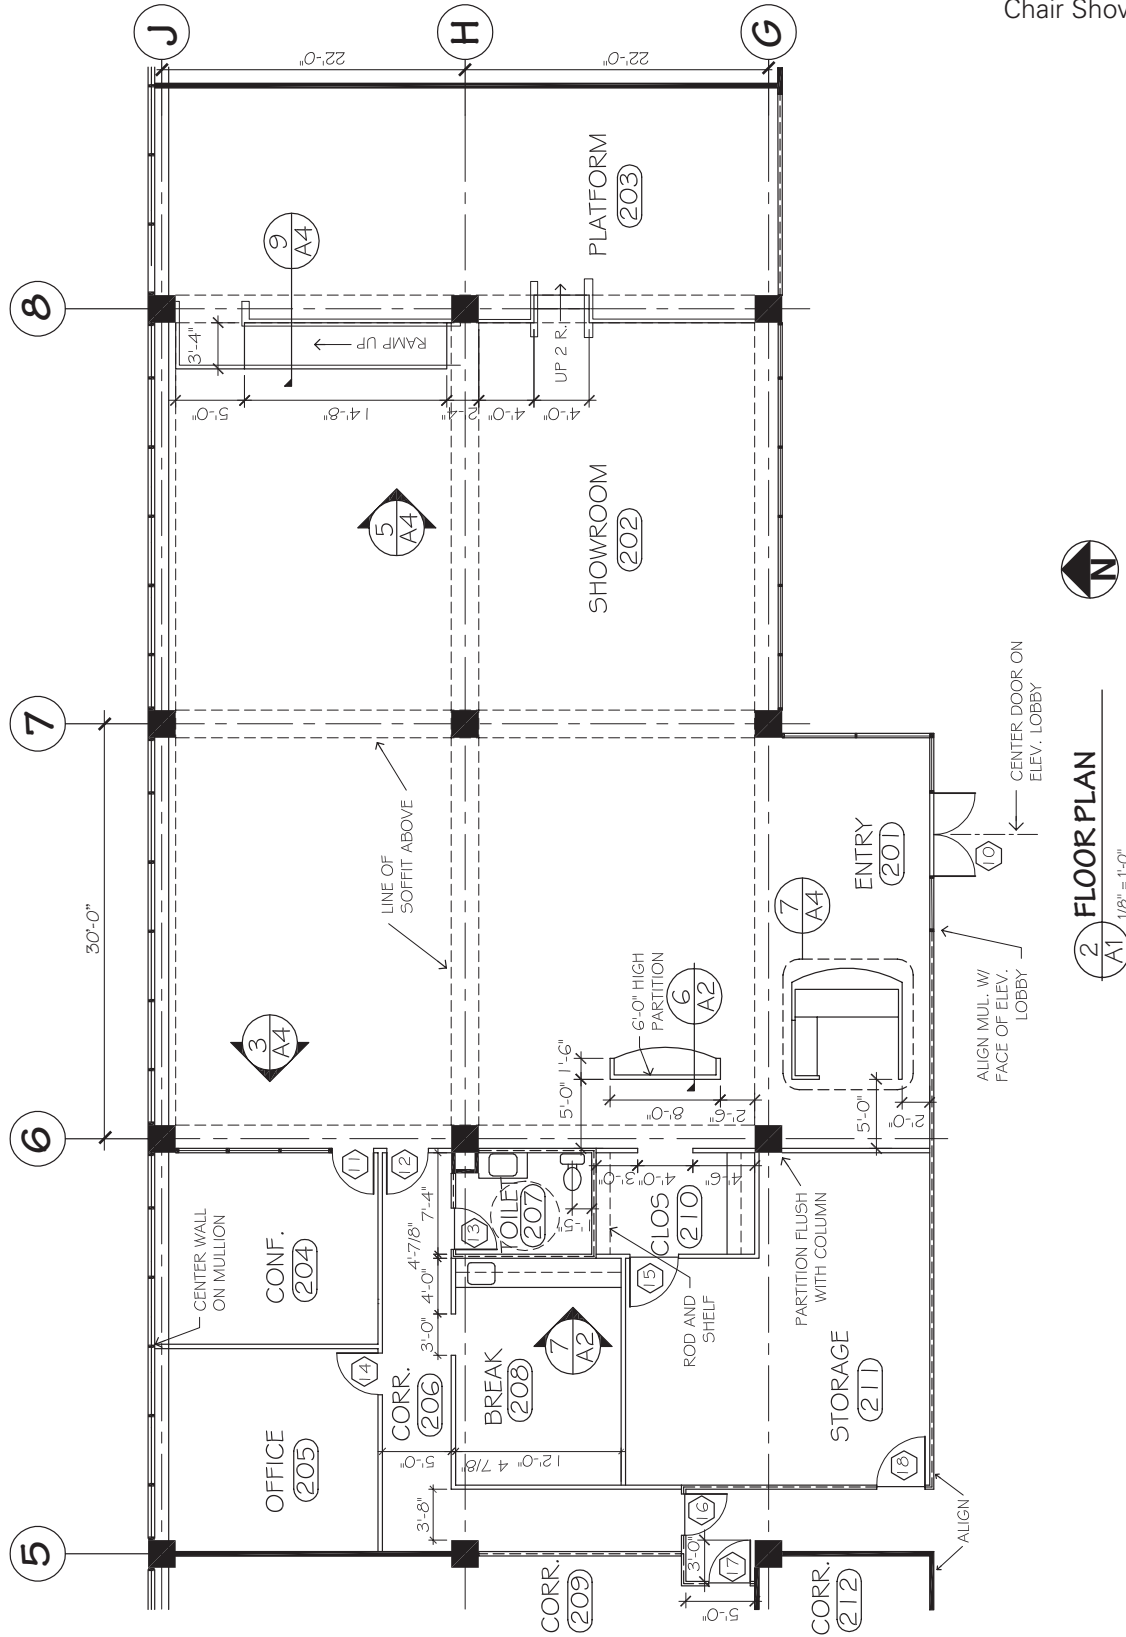 Chair Shov
J
H
G
8
7
6
5
22'-0"
22'-0"
30'-0"
9
A4
PLATFORM
203
3'-4"
RAMP UP
UP 2 R.
5'-0"
14'-8"
2'-4"
4'-0"
4'-0"
5
A4
SHOWROOM
202
LINE OF
SOFFIT ABOVE
3
A4
6'-0" HIGH
PARTITION
6
A2
5'-0"
1'-6"
8'-0"
2'-6"
ENTRY
201
7
A4
10
CENTER DOOR ON
ELEV. LOBBY
ALIGN MUL. W/
FACE OF ELEV.
LOBBY
5'-0"
2'-0"
N
CENTER WALL
ON MULLION
CONF.
204
11
12
OFFICE
205
14
CORR.
206
7'-4"
4'-7/8"
4'-0"
3'-0"
5'-0"
3'-8"
TOILE
207
13
1'-5"
3'-0"
4'-0"
4'-6"
CLOS
210
15
BREAK
208
12'-0" 4 7/8"
7
A2
ROD AND
SHELF
PARTITION FLUSH
WITH COLUMN
STORAGE
211
18
16
17
3'-0"
5'-0"
CORR.
209
CORR.
212
ALIGN
2
A1
FLOOR PLAN
1/8" = 1'-0"